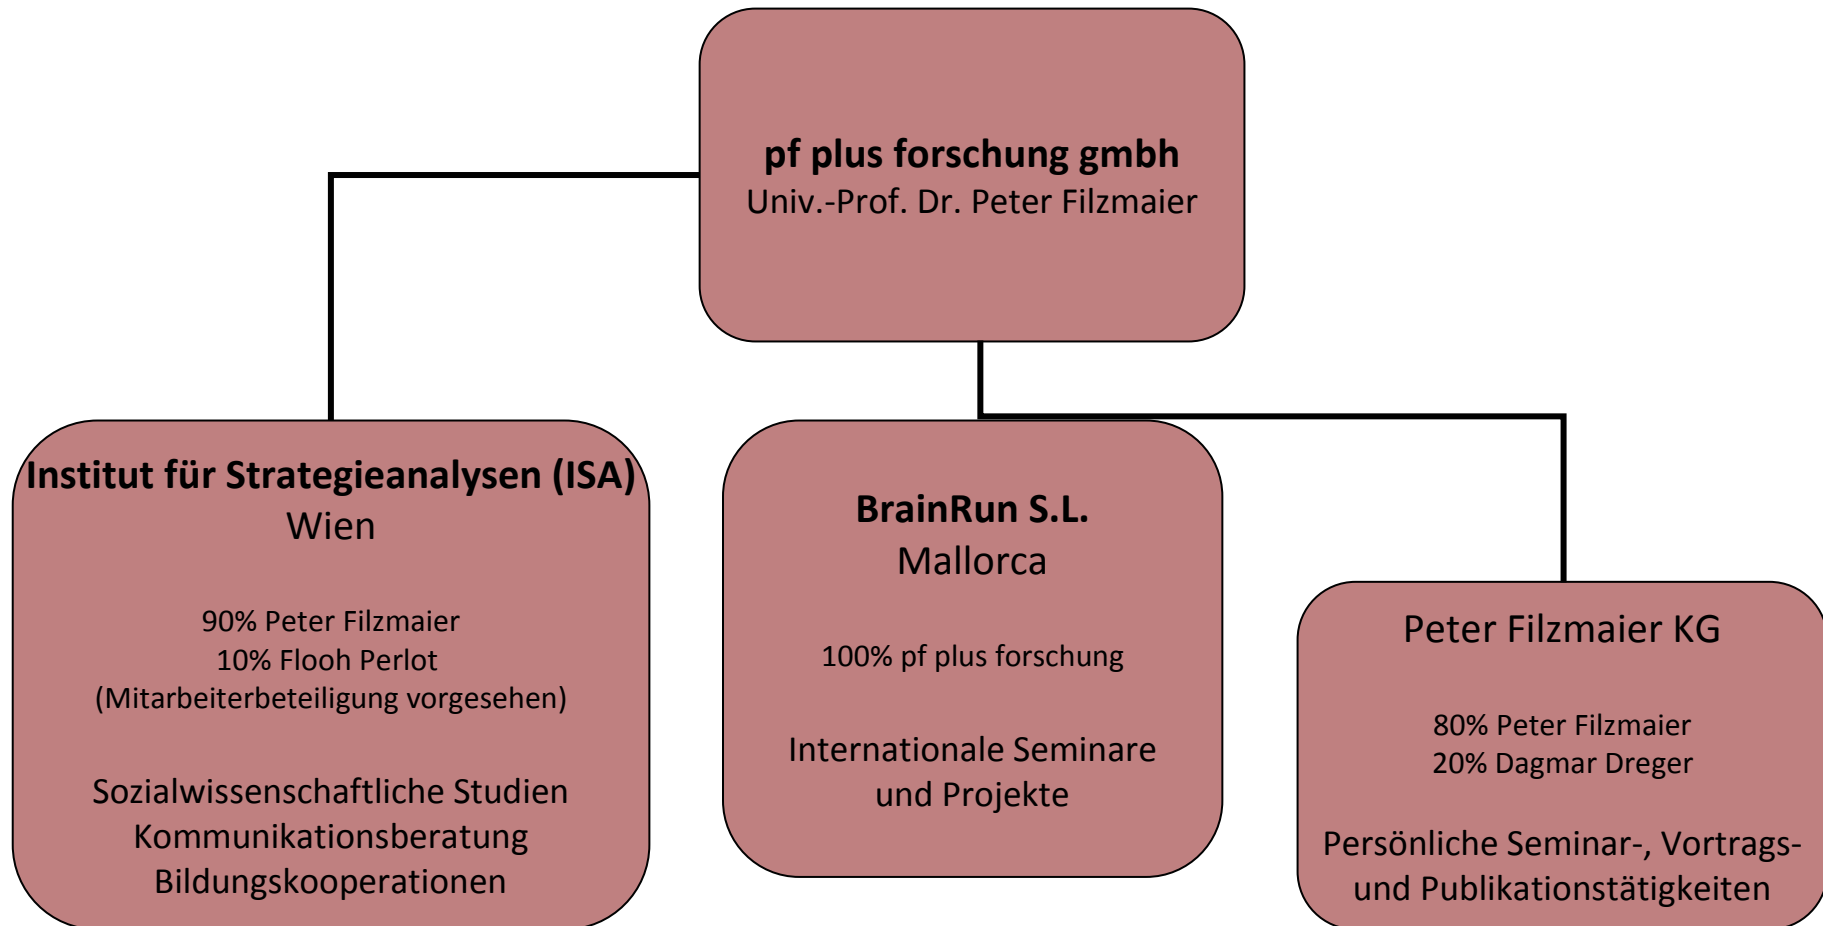 pf plus forschung gmbh
Univ.-Prof. Dr. Peter Filzmaier
Institut für Strategieanalysen (ISA)
Wien
90% Peter Filzmaier
10% Flooh Perlot
(Mitarbeiterbeteiligung vorgesehen)
Sozialwissenschaftliche Studien
Kommunikationsberatung
Bildungskooperationen
BrainRun S.L.
Mallorca
100% pf plus forschung
Internationale Seminare
und Projekte
Peter Filzmaier KG
80% Peter Filzmaier
20% Dagmar Dreger
Persönliche Seminar-, Vortrags-
und Publikationstätigkeiten